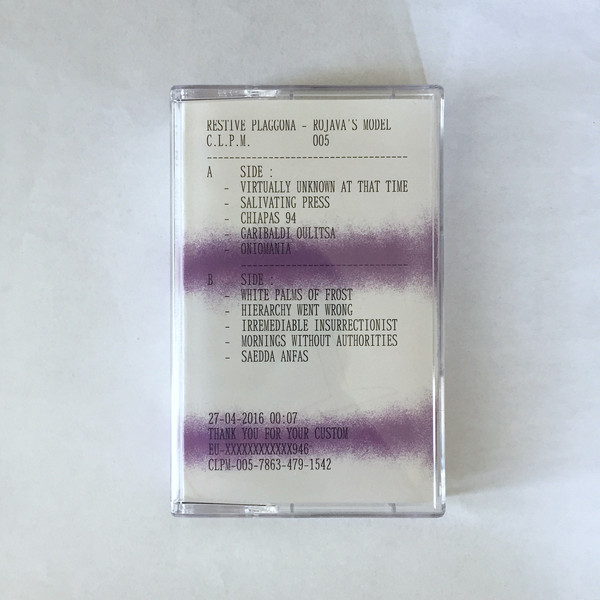 RESTIVE PLAGGONA - ROJAVA'S MODEL
C.L.P.M. 005
------------------------------------
A SIDE :
- VIRTUALLY UNKNOWN AT THAT TIME
- SALIVATING PRESS
- CHIAPAS 94
- GARIBALDI OULITSA
- ONIOMANIA
------------------------------
B SIDE :
- WHITE PALMS OF FROST
- HIERARCHY WENT WRONG
- IRREMEDIABLE INSURRECTIONIST
- MORNINGS WITHOUT AUTHORITIES
- SAEDDA ANFAS
27-04-2016 00:07
THANK YOU FOR YOUR CUSTOM
EU-XXXXXXXXXXXX946
CLPM-005-7863-479-1542